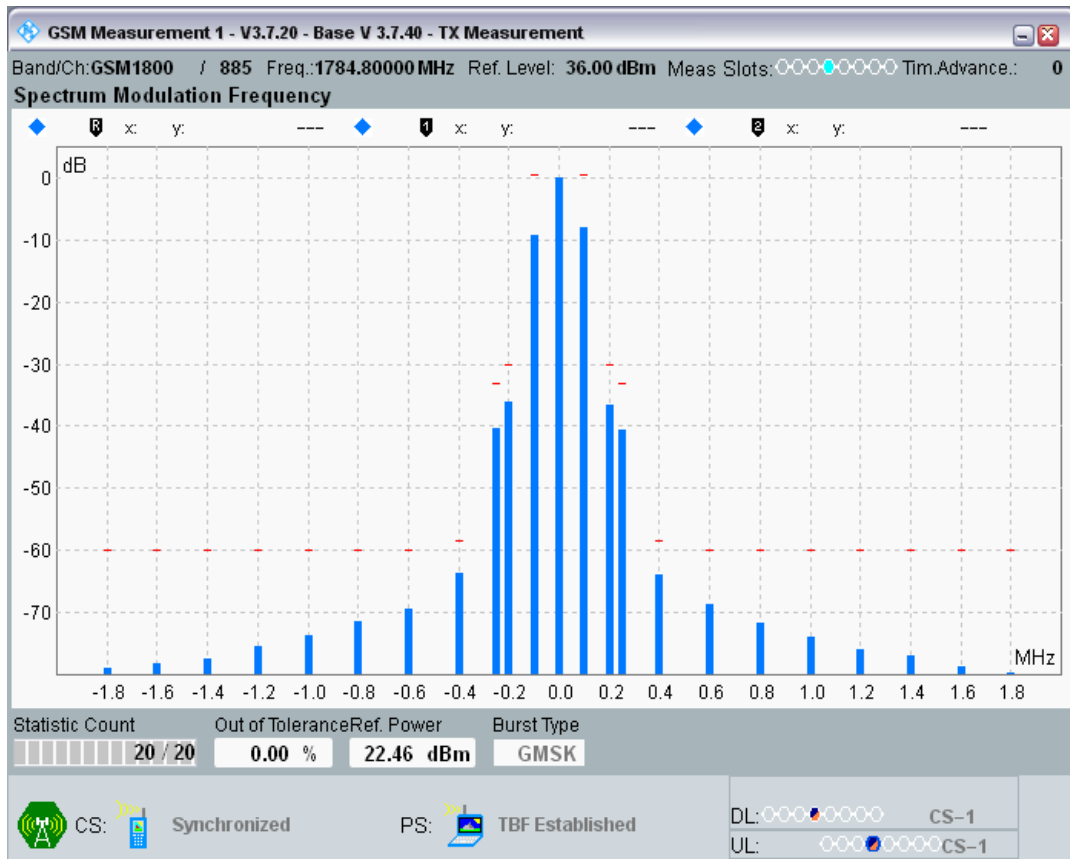 GSM Measurement 1 - V3.7.20 - Base V 3.7.40 - TX Measurement
Band/Ch:GSM1800 / 885 Freq.:1784.80000 MHz Ref. Level: 36.00 dBm Meas Slots: Tim.Advance.: 0
Spectrum Modulation Frequency
R x: y: --- 1 x: y: --- 2 x: y: ---
dB
0
-10
-20
-30
-40
-50
-60
-70
MHz
-1.8 -1.6 -1.4 -1.2 -1.0 -0.8 -0.6 -0.4 -0.2 0.0 0.2 0.4 0.6 0.8 1.0 1.2 1.4 1.6 1.8
Statistic Count Out of Tolerance Ref. Power Burst Type
20 / 20 0.00 % 22.46 dBm GMSK
CS: Synchronized PS: TBF Established DL: CS-1
UL: CS-1